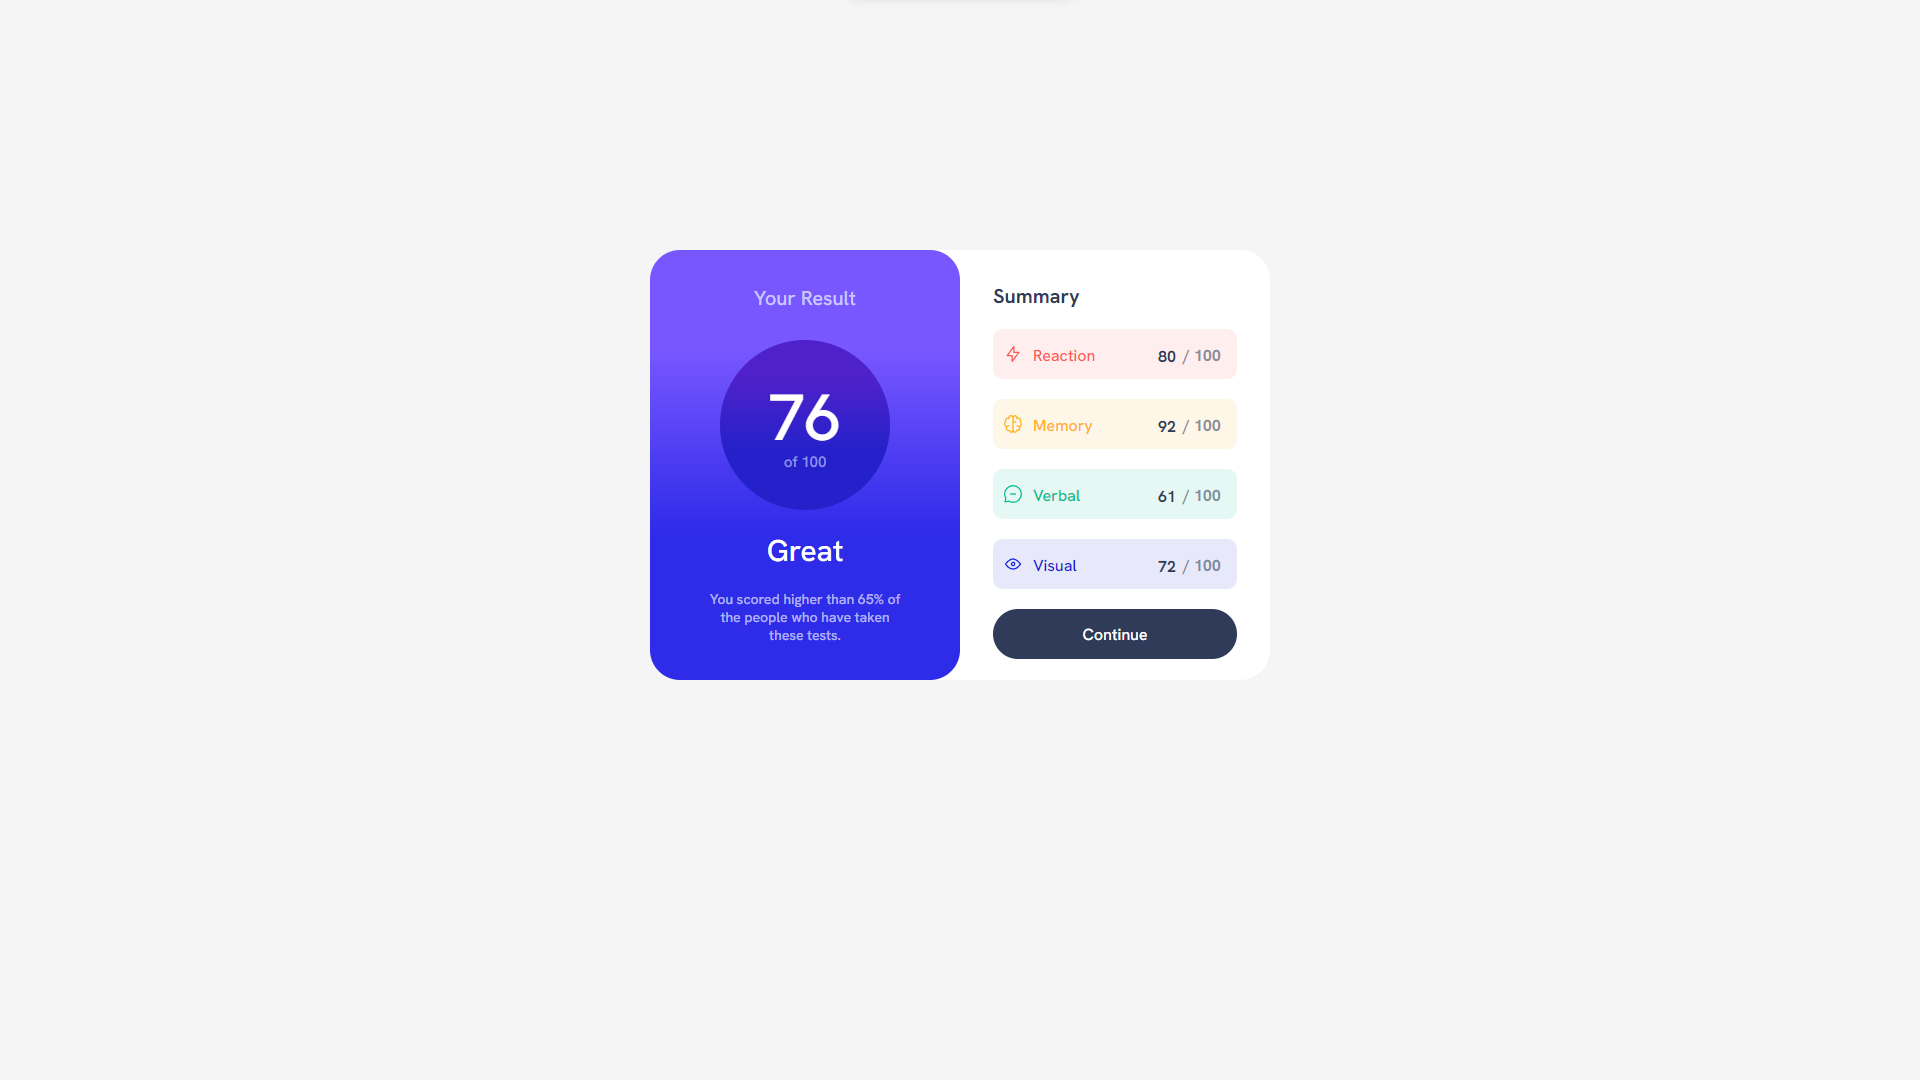 Your Result
76
of 100
Great
You scored higher than 65% of
the people who have taken
these tests.
Summary
Reaction 80 / 100
Memory 92 / 100
Verbal 61 / 100
Visual 72 / 100
Continue